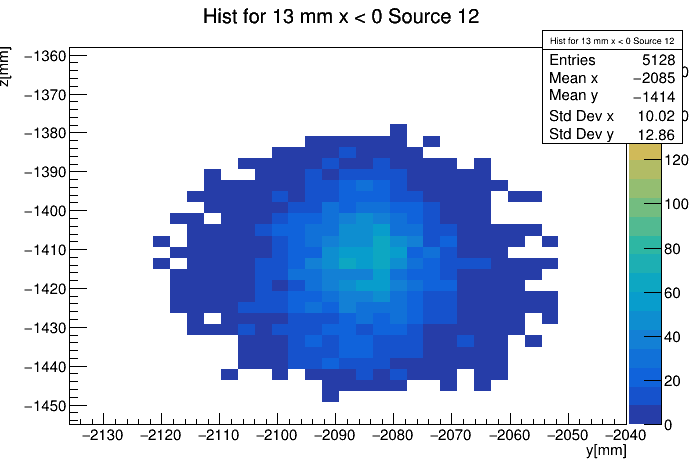 Hist for 13 mm x < 0 Source 12
Hist for 13 mm x < 0 Source 12
Entries 5128
Mean x −2085
Mean y −1414
Std Dev x 10.02
Std Dev y 12.86
z[mm]
−1360
−1370
−1380
−1390
−1400
−1410
−1420
−1430
−1440
−1450
120
100
80
60
40
20
0
−2130 −2120 −2110 −2100 −2090 −2080 −2070 −2060 −2050 −2040
y[mm]